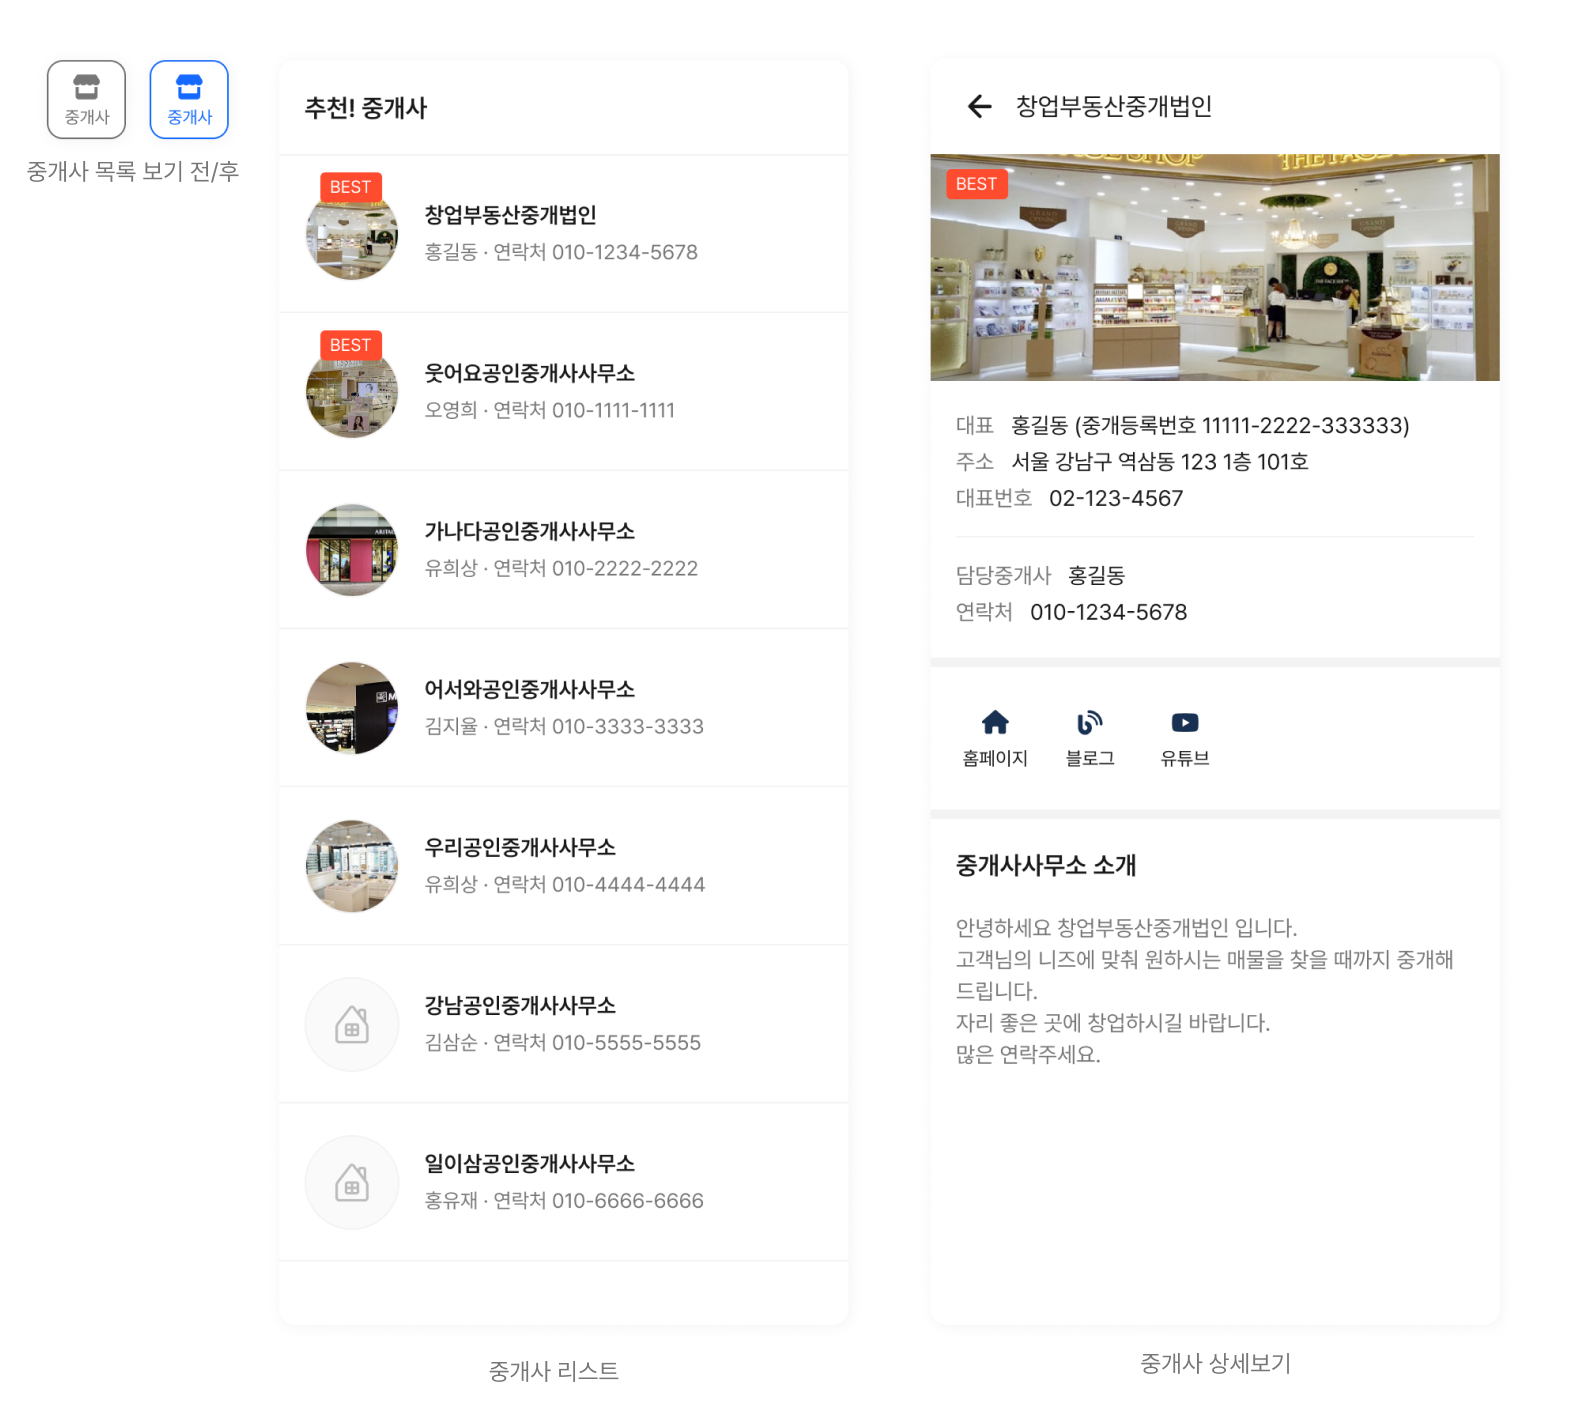 중개사
중개사
중개사 목록 보기 전/후
추천! 중개사
BEST
창업부동산중개법인
홍길동 · 연락처 010-1234-5678
BEST
웃어요공인중개사사무소
오영희 · 연락처 010-1111-1111
가나다공인중개사사무소
유희상 · 연락처 010-2222-2222
어서와공인중개사사무소
김지율 · 연락처 010-3333-3333
우리공인중개사사무소
유희상 · 연락처 010-4444-4444
강남공인중개사사무소
김삼순 · 연락처 010-5555-5555
일이삼공인중개사사무소
홍유재 · 연락처 010-6666-6666
중개사 리스트
창업부동산중개법인
BEST
THE FACE SHOP
GRAND OPENING
대표 홍길동 (중개등록번호 11111-2222-333333)
주소 서울 강남구 역삼동 123 1층 101호
대표번호 02-123-4567
담당중개사 홍길동
연락처 010-1234-5678
홈페이지 블로그 유튜브
중개사사무소 소개
안녕하세요 창업부동산중개법인 입니다.
고객님의 니즈에 맞춰 원하시는 매물을 찾을 때까지 중개해
드립니다.
자리 좋은 곳에 창업하시길 바랍니다.
많은 연락주세요.
중개사 상세보기